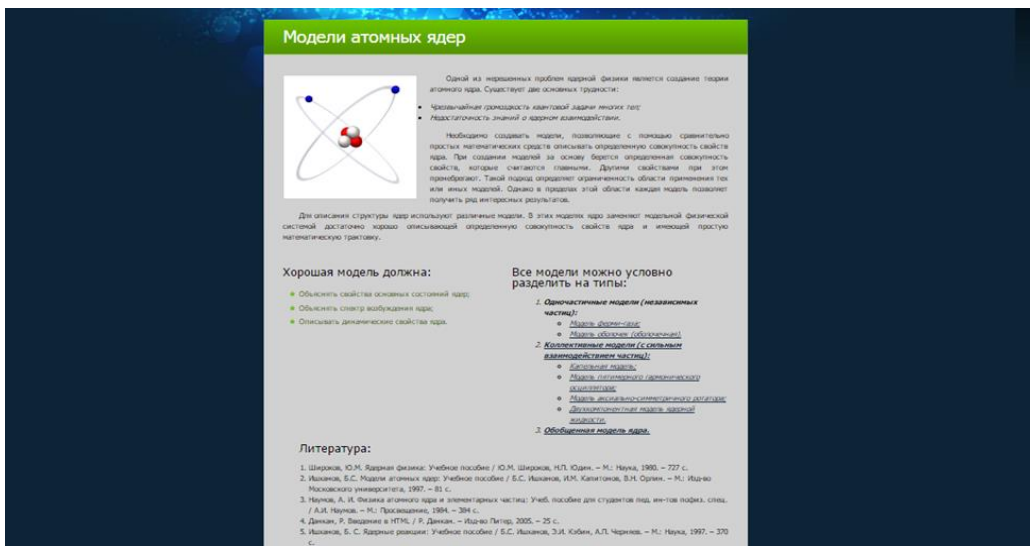 Модели атомных ядер
Одной из нерешенных проблем ядерной физики является создание теории
атомного ядра. Существует две основных трудности:
Чрезвычайная громоздкость квантовой задачи многих тел;
Недостаточность знаний о ядерном взаимодействии.
Необходимо создавать модели, позволяющие с помощью сравнительно
простых математических средств описывать определенную совокупность свойств
ядра. При создании моделей за основу берется определенная совокупность
свойств, которые считаются главными. Другими свойствами при этом
пренебрегают. Такой подход определяет ограниченность области применения тех
или иных моделей. Однако в пределах этой области каждая модель позволяет
получить ряд интересных результатов.
Для описания структуры ядер используют различные модели. В этих моделях ядро заменяют модельной физической
системой достаточно хорошо описывающей определенную совокупность свойств ядра и имеющей простую
математическую трактовку.
Хорошая модель должна:
Объяснять свойства основных состояний ядер;
Объяснять спектр возбуждения ядра;
Описывать динамические свойства ядра.
Все модели можно условно
разделить на типы:
1. Одночастичные модели (независимых
частиц):
Модель ферми-газа;
Модель оболочек (оболочечная).
2. Коллективные модели (с сильным
взаимодействием частиц):
Капельная модель;
Модель пятимерного гармонического
осциллятора;
Модель аксиально-симметричного ротатора;
Двухкомпонентная модель ядерной
жидкости.
3. Обобщенная модель ядра.
Литература:
1. Широков, Ю.М. Ядерная физика: Учебное пособие / Ю.М. Широков, Н.П. Юдин. – М.: Наука, 1980. – 727 с.
2. Ишханов, Б.С. Модели атомных ядер: Учебное пособие / Б.С. Ишханов, И.М. Капитонов, В.Н. Орлин. – М.: Изд-во
Московского университета, 1997. – 81 с.
3. Наумов, А. И. Физика атомного ядра и элементарных частиц: Учеб. пособие для студентов пед. ин-тов по физ. спец.
/ А.И. Наумов. – М.: Просвещение, 1984. – 384 с.
4. Данкан, Р. Введение в HTML / Р. Данкан. – Изд-во Питер, 2005. – 25 с.
5. Ишханов, Б. С. Ядерные реакции: Учебное пособие / Б.С. Ишханов, Э.И. Кэбин, А.П. Черняев. – М.: Наука, 1997. – 370
с.